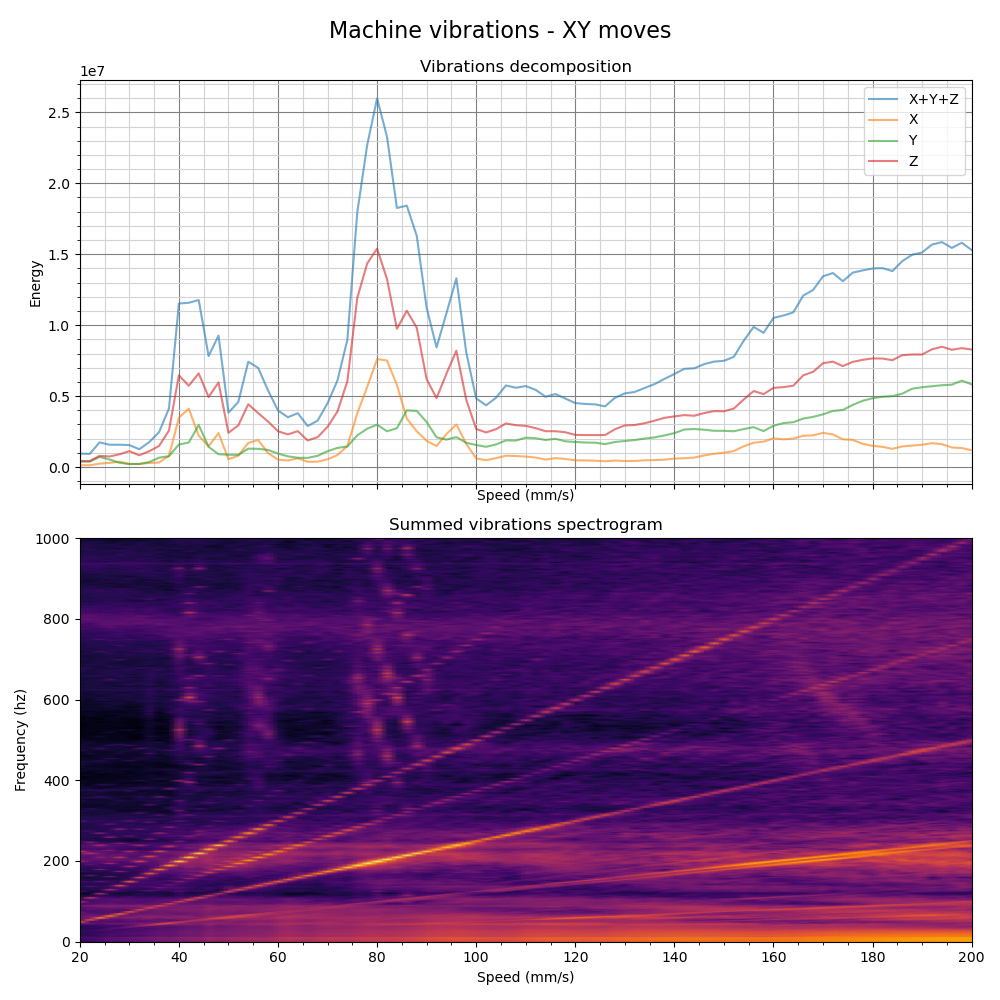 Machine vibrations - XY moves
Vibrations decomposition
1e7
2.5
2.0
1.5
1.0
0.5
0.0
Energy
X+Y+Z
X
Y
Z
Speed (mm/s)
Summed vibrations spectrogram
1000
800
600
400
200
0
Frequency (hz)
20 40 60 80 100 120 140 160 180 200
Speed (mm/s)